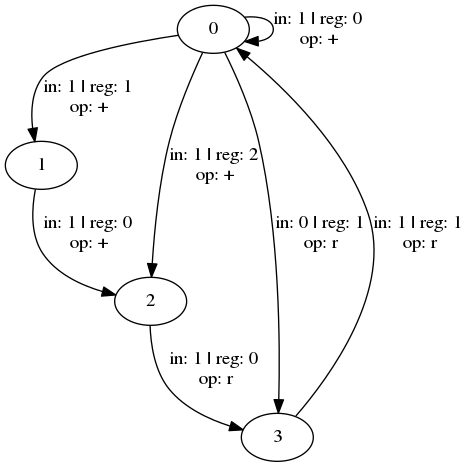 0
in: 1 | reg: 0
op: +
in: 1 | reg: 1
op: +
in: 1 | reg: 2
op: +
1
in: 1 | reg: 0
op: +
in: 0 | reg: 1
op: r
in: 1 | reg: 1
op: r
2
in: 1 | reg: 0
op: r
3